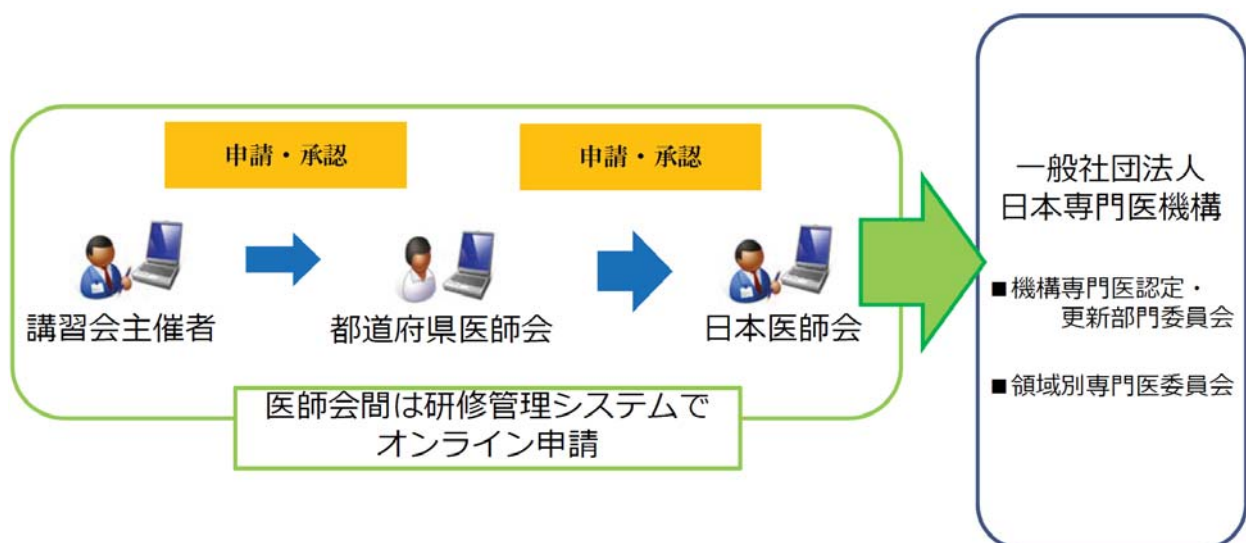 申請・承認
申請・承認
講習会主催者
都道府県医師会
日本医師会
医師会間は研修管理システムで
オンライン申請
一般社団法人
日本専門医機構
■機構専門医認定・
更新部門委員会
■領域別専門医委員会